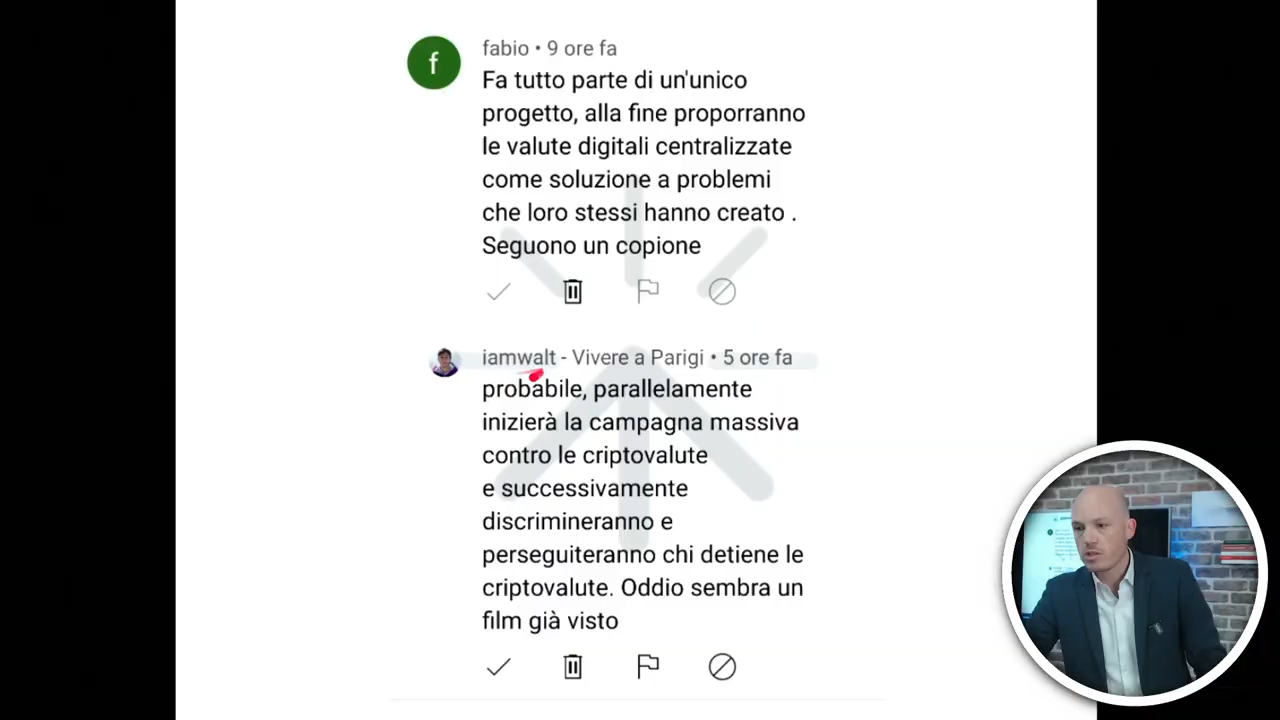 f
fabio • 9 ore fa
Fa tutto parte di un'unico
progetto, alla fine proporranno
le valute digitali centralizzate
come soluzione a problemi
che loro stessi hanno creato .
Seguono un copione
iamwalt - Vivere a Parigi • 5 ore fa
probabile, parallelamente
inizierà la campagna massiva
contro le criptovalute
e successivamente
discrimineranno e
perseguiteranno chi detiene le
criptovalute. Oddio sembra un
film già visto